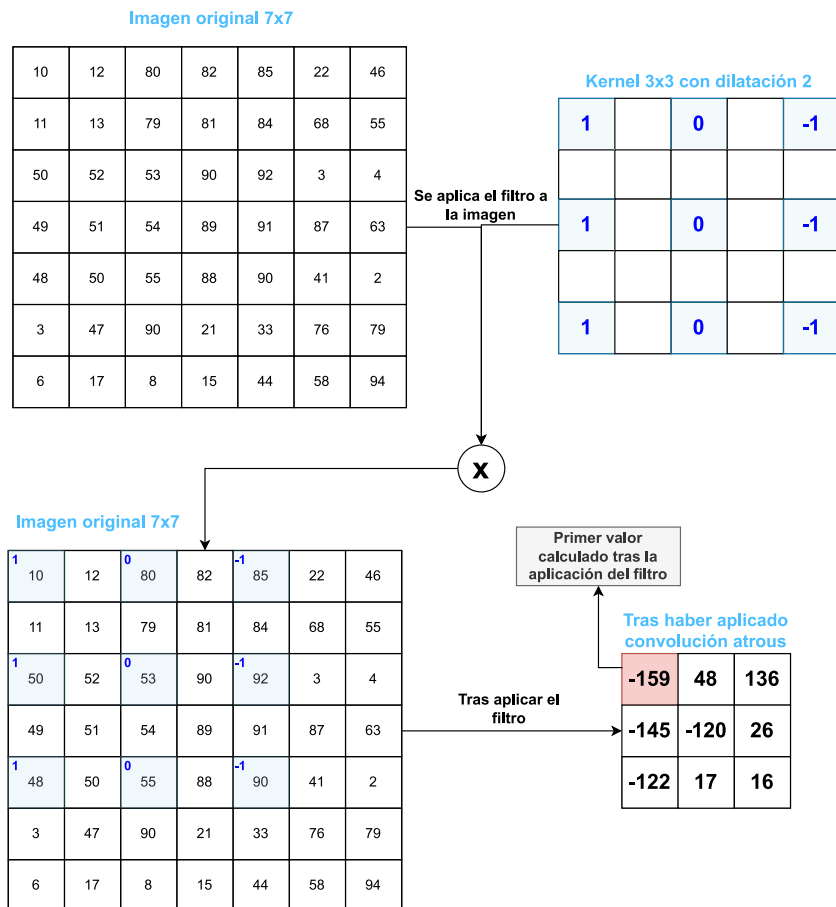 Imagen original 7x7
10 12 80 82 85 22 46
11 13 79 81 84 68 55
50 52 53 90 92 3 4
49 51 54 89 91 87 63
48 50 55 88 90 41 2
3 47 90 21 33 76 79
6 17 8 15 44 58 94
Kernel 3x3 con dilatación 2
1 0 -1
1 0 -1
1 0 -1
Se aplica el filtro a
la imagen
X
Imagen original 7x7
1 0 -1
10 12 80 82 85 22 46
11 13 79 81 84 68 55
1 0 -1
50 52 53 90 92 3 4
49 51 54 89 91 87 63
1 0 -1
48 50 55 88 90 41 2
3 47 90 21 33 76 79
6 17 8 15 44 58 94
Tras aplicar el
filtro
Primer valor
calculado tras la
aplicación del filtro
Tras haber aplicado
convolución atrous
-159 48 136
-145 -120 26
-122 17 16